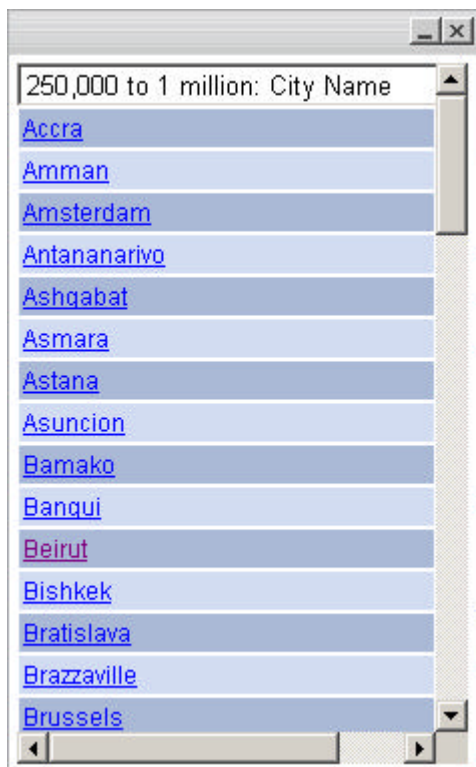 250,000 to 1 million: City Name
Accra
Amman
Amsterdam
Antananarivo
Ashgabat
Asmara
Astana
Asuncion
Bamako
Bangui
Beirut
Bishkek
Bratislava
Brazzaville
Brussels